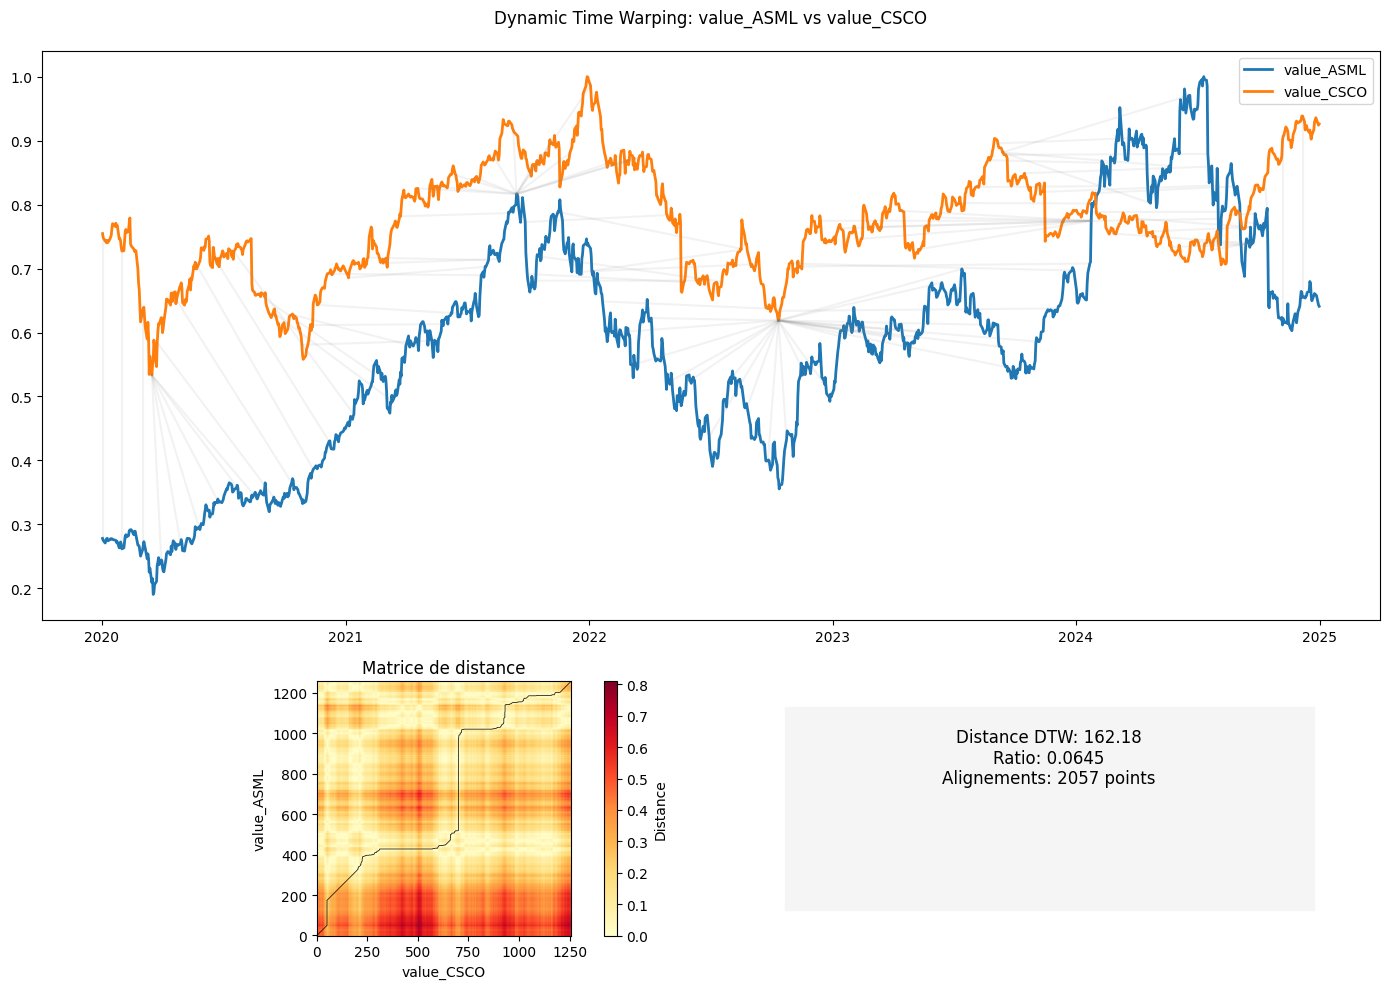 Dynamic Time Warping: value_ASML vs value_CSCO
value_ASML
value_CSCO
1.0
0.9
0.8
0.7
0.6
0.5
0.4
0.3
0.2
2020 2021 2022 2023 2024 2025
Matrice de distance
value_ASML
1200
1000
800
600
400
200
0
0 250 500 750 1000 1250
value_CSCO
0.8
0.7
0.6
0.5
0.4
0.3
0.2
0.1
0.0
Distance
Distance DTW: 162.18
Ratio: 0.0645
Alignements: 2057 points